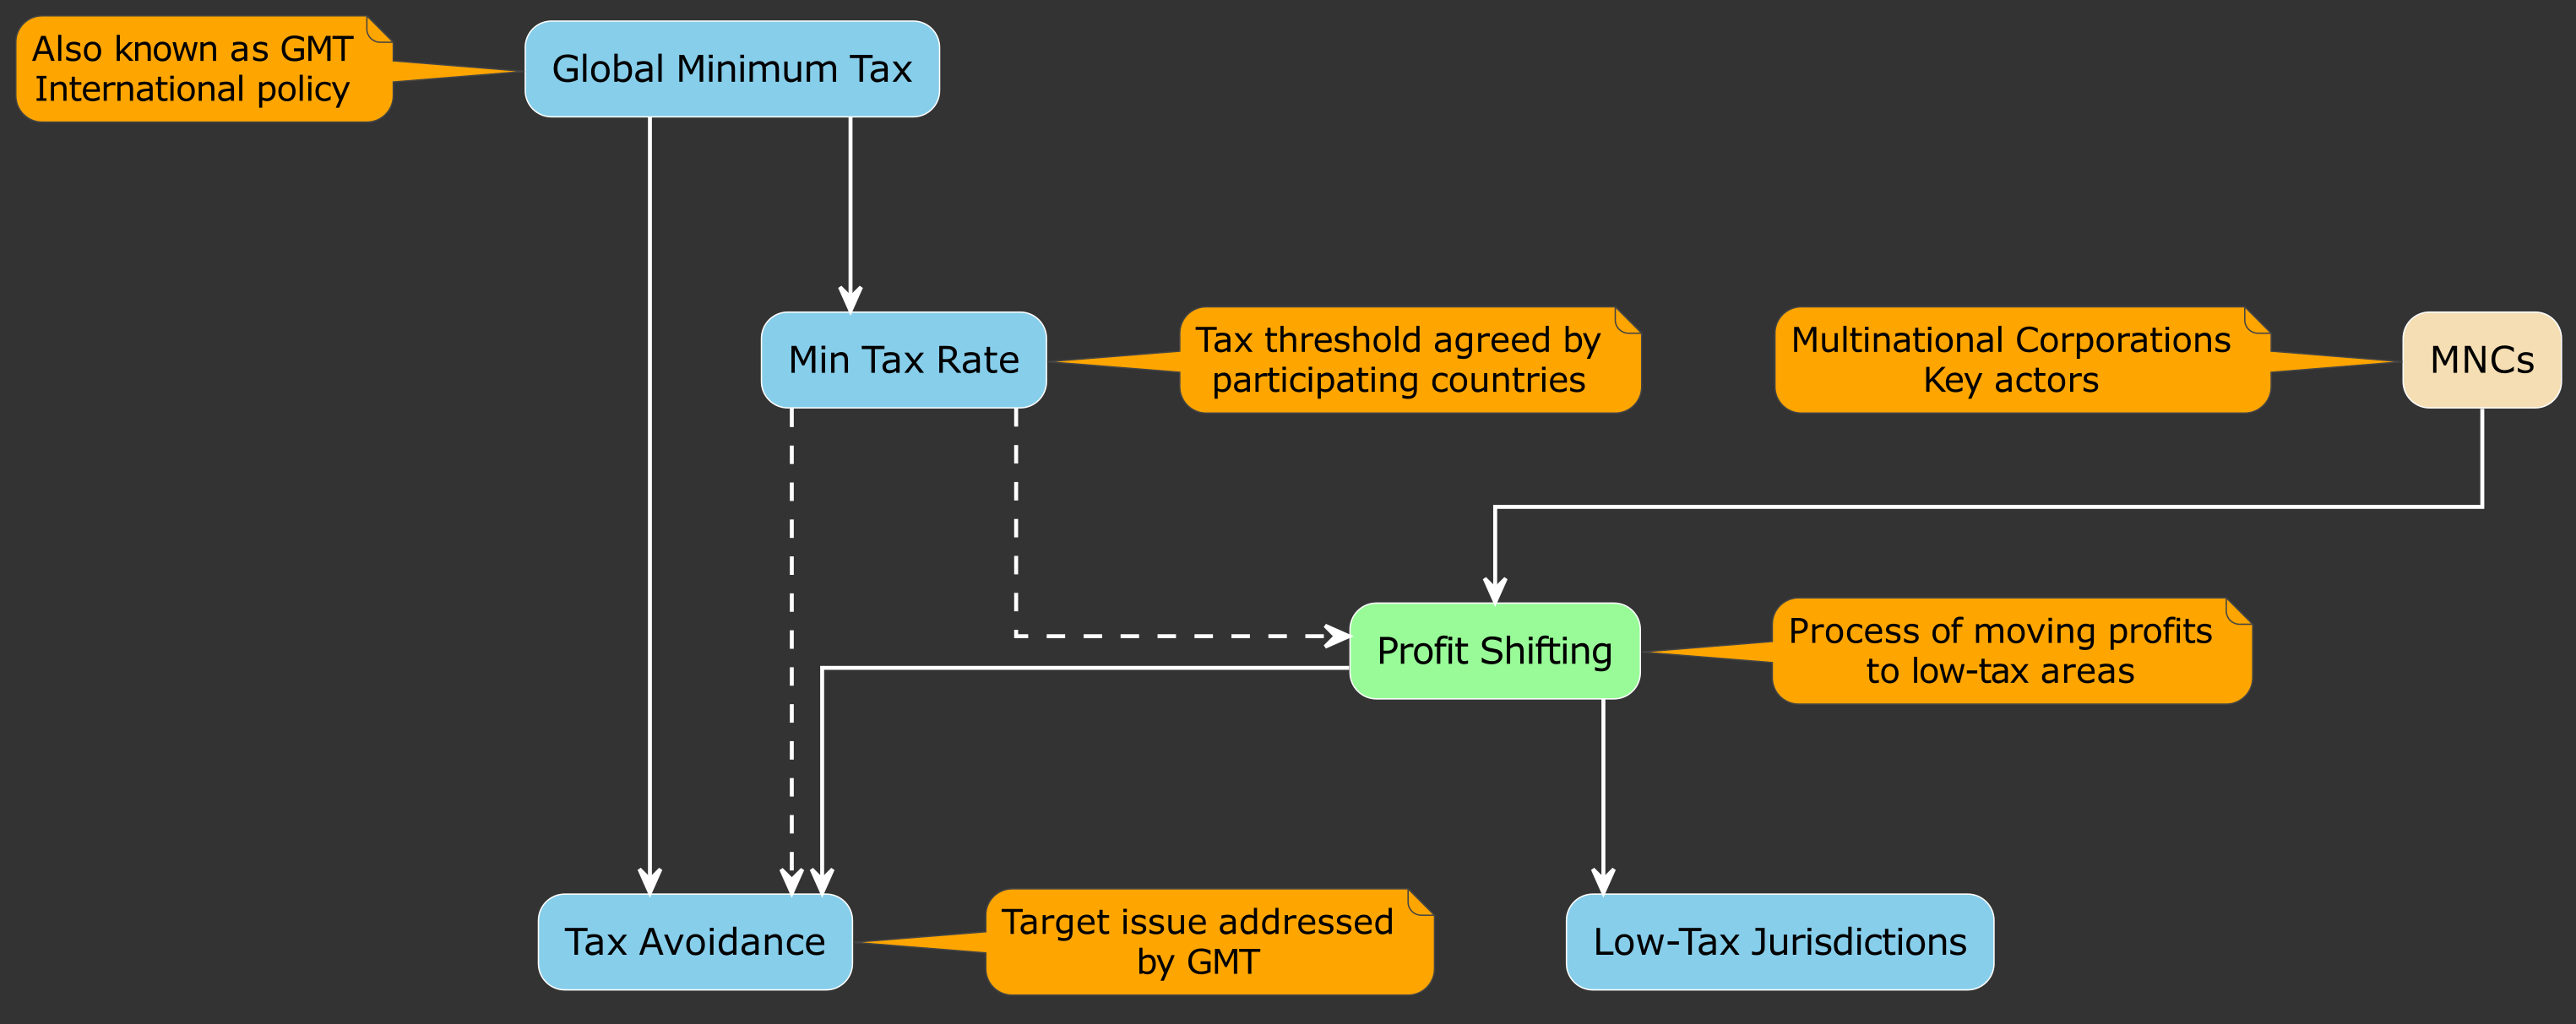 Also known as GMT
International policy
Global Minimum Tax
Min Tax Rate
Tax threshold agreed by
participating countries
Multinational Corporations
Key actors
MNCs
Profit Shifting
Process of moving profits
to low-tax areas
Tax Avoidance
Target issue addressed
by GMT
Low-Tax Jurisdictions